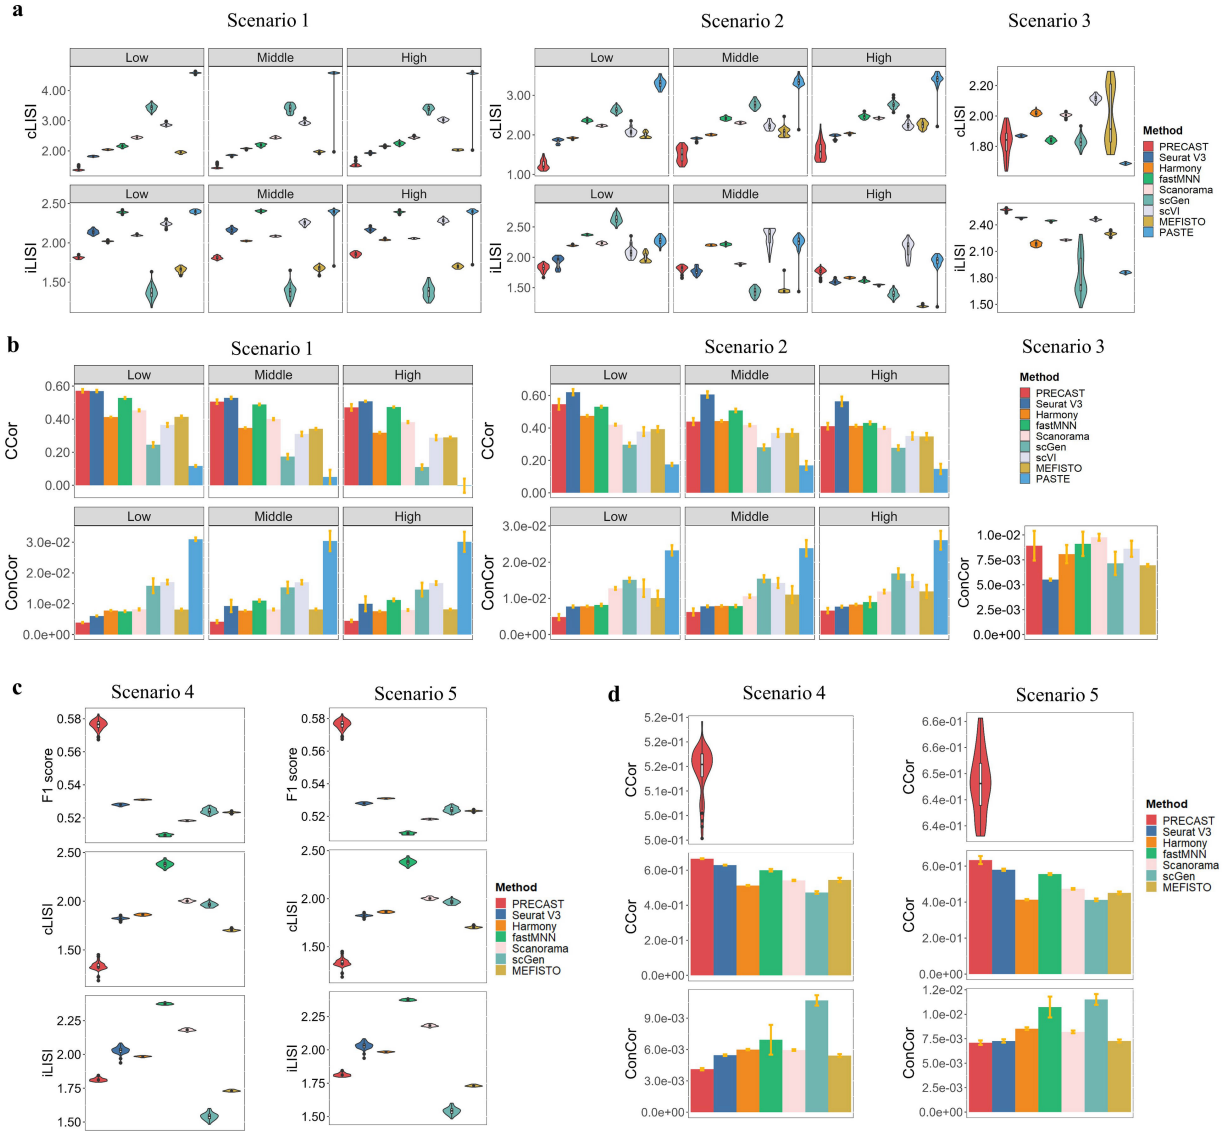 a
Scenario 1
Scenario 2
Scenario 3
Low
Middle
High
Low
Middle
High
cLISI
4.00
3.00
2.00
cLISI
3.00
2.00
1.00
cLISI
2.20
2.00
1.80
Method
PRECAST
Seurat V3
Harmony
fastMNN
Scanorama
scGen
scVI
MEFISTO
PASTE
Low
Middle
High
Low
Middle
High
iLISI
2.50
2.00
1.50
iLISI
2.50
2.00
1.50
iLISI
2.40
2.10
1.80
1.50
b
Scenario 1
Scenario 2
Scenario 3
Low
Middle
High
Low
Middle
High
CCor
0.60
0.40
0.20
0.00
CCor
0.60
0.40
0.20
0.00
Method
PRECAST
Seurat V3
Harmony
fastMNN
Scanorama
scGen
scVI
MEFISTO
PASTE
Low
Middle
High
Low
Middle
High
ConCor
3.0e-02
2.0e-02
1.0e-02
0.0e+00
ConCor
3.0e-02
2.0e-02
1.0e-02
0.0e+00
ConCor
1.0e-02
7.5e-03
5.0e-03
2.5e-03
0.0e+00
c
Scenario 4
Scenario 5
F1 score
0.58
0.56
0.54
0.52
F1 score
0.58
0.56
0.54
0.52
cLISI
2.50
2.00
1.50
cLISI
2.50
2.00
1.50
Method
PRECAST
Seurat V3
Harmony
fastMNN
Scanorama
scGen
MEFISTO
iLISI
2.25
2.00
1.75
1.50
iLISI
2.25
2.00
1.75
1.50
d
Scenario 4
Scenario 5
CCor
5.2e-01
5.2e-01
5.2e-01
5.0e-01
5.0e-01
CCor
6.6e-01
6.6e-01
6.5e-01
6.4e-01
6.4e-01
Method
PRECAST
Seurat V3
Harmony
fastMNN
Scanorama
scGen
MEFISTO
CCor
6.0e-01
4.0e-01
2.0e-01
0.0e+00
CCor
6.0e-01
4.0e-01
2.0e-01
0.0e+00
ConCor
9.0e-03
6.0e-03
3.0e-03
0.0e+00
ConCor
1.2e-02
1.0e-02
7.5e-03
5.0e-03
2.5e-03
0.0e+00